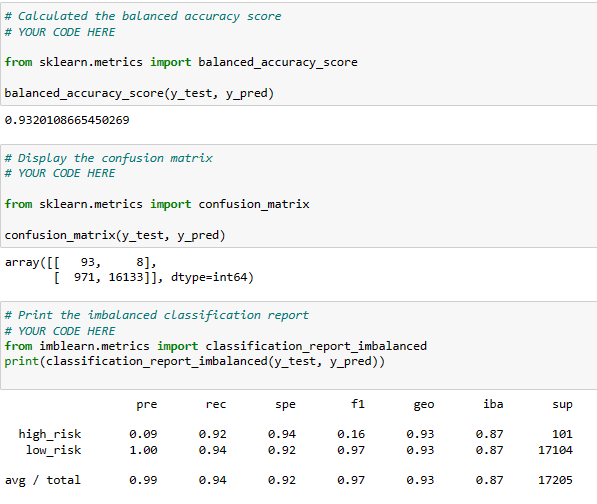 # Calculated the balanced accuracy score
# YOUR CODE HERE
from sklearn.metrics import balanced_accuracy_score
balanced_accuracy_score(y_test, y_pred)
0.9320108665450269
# Display the confusion matrix
# YOUR CODE HERE
from sklearn.metrics import confusion_matrix
confusion_matrix(y_test, y_pred)
array([[   93,     8],
       [  971, 16133]], dtype=int64)
# Print the imbalanced classification report
# YOUR CODE HERE
from imblearn.metrics import classification_report_imbalanced
print(classification_report_imbalanced(y_test, y_pred))
pre rec spe f1 geo iba sup
high_risk 0.09 0.92 0.94 0.16 0.93 0.87 101
low_risk 1.00 0.94 0.92 0.97 0.93 0.87 17104
avg / total 0.99 0.94 0.92 0.97 0.93 0.87 17205